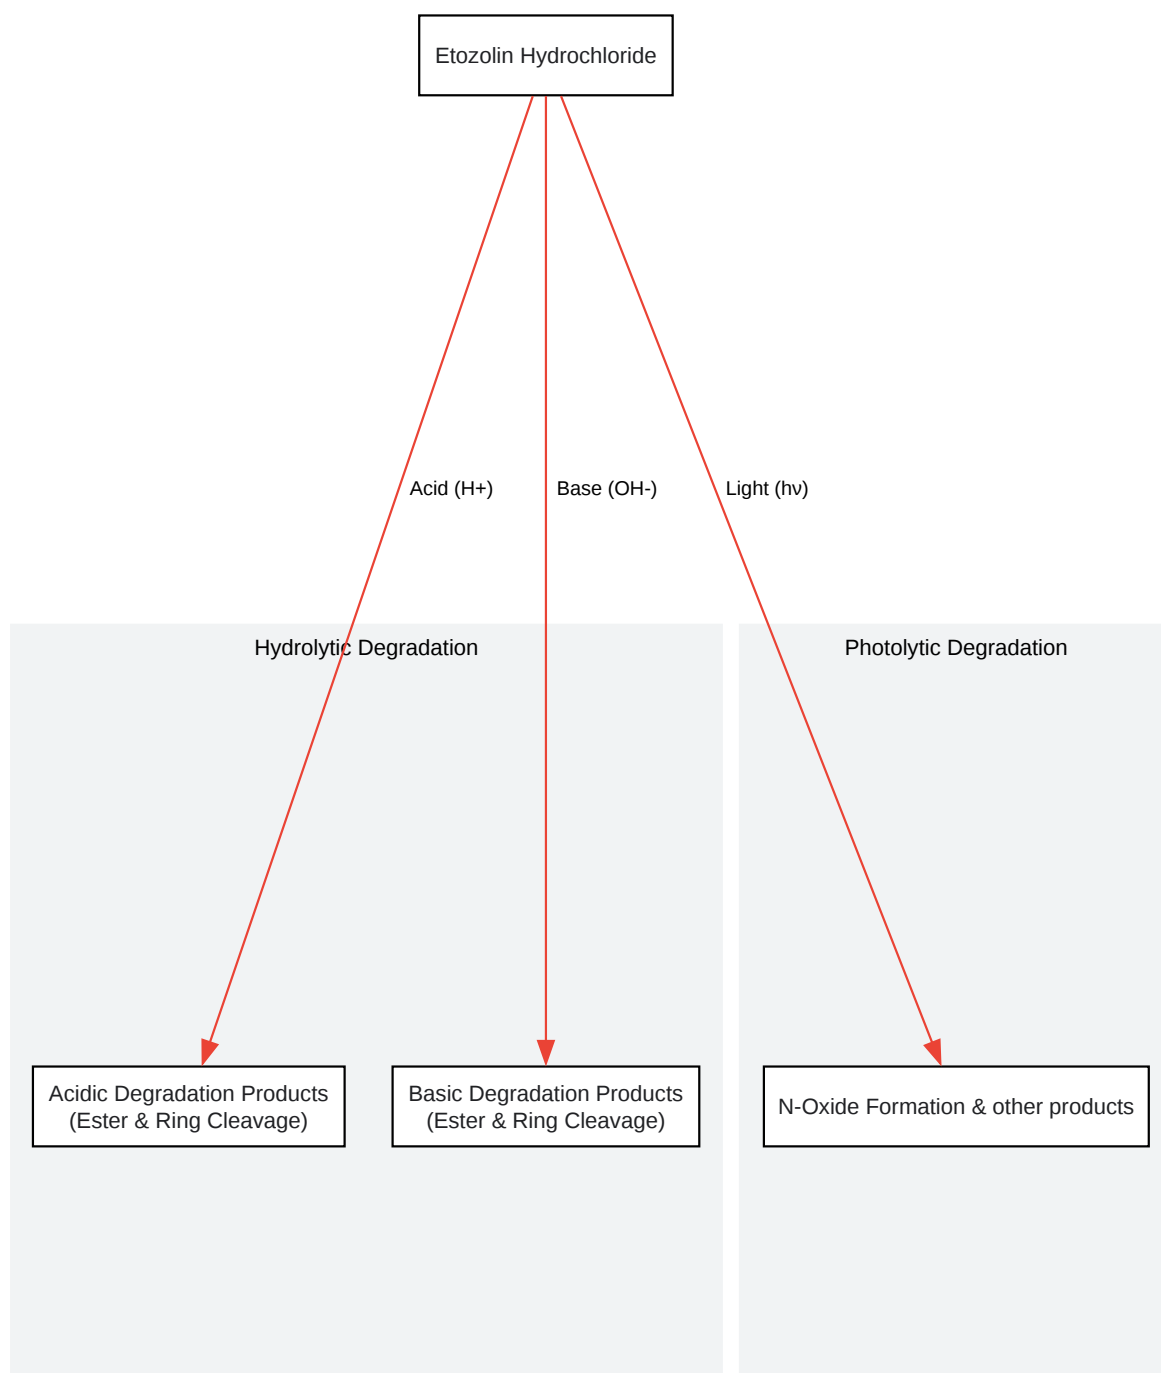 Etozolin Hydrochloride
Acid (H+)
Base (OH-)
Light (hν)
Hydrolytic Degradation
Photolytic Degradation
Acidic Degradation Products
(Ester & Ring Cleavage)
Basic Degradation Products
(Ester & Ring Cleavage)
N-Oxide Formation & other products